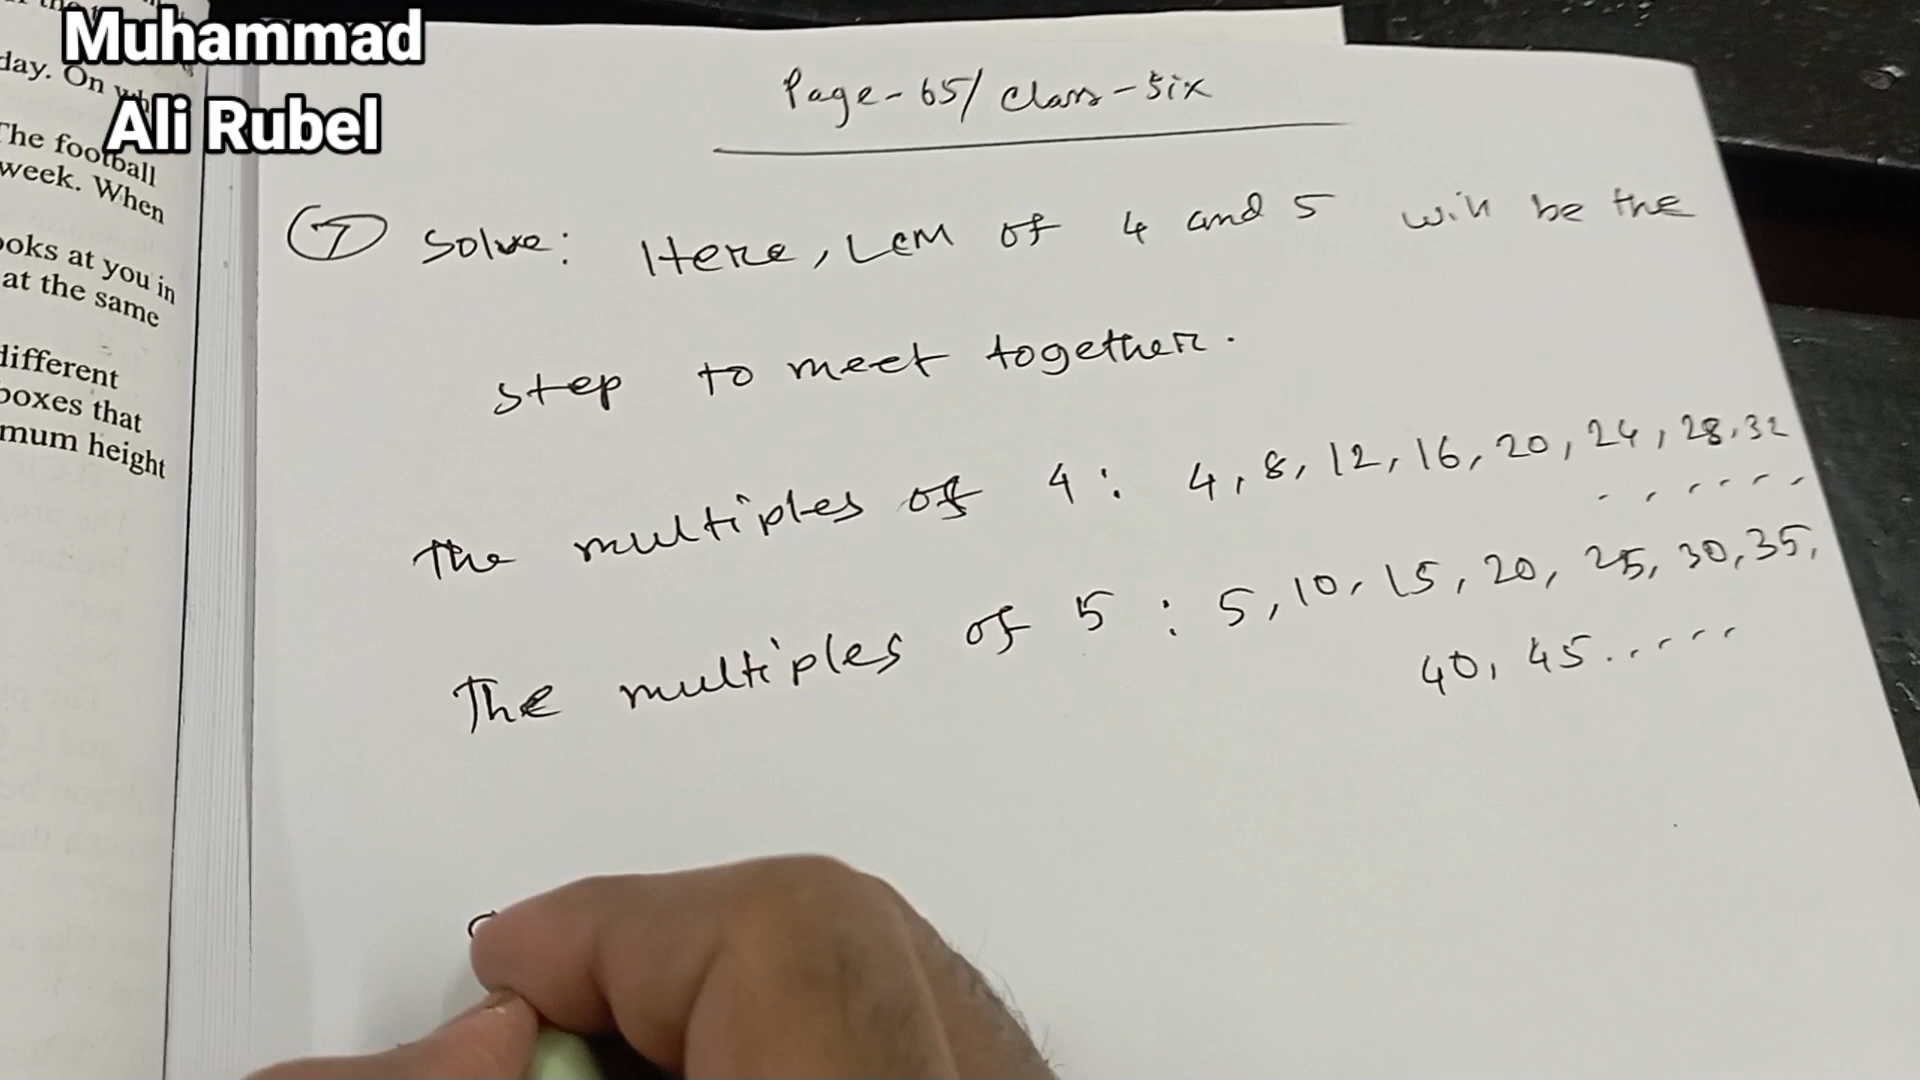 Muhammad
Ali Rubel
day. On
The football
week. When
ooks at you in
at the same
different
boxes that
mum height
Page-65/ Class-Six
7 Solve: Here, LCM of 4 and 5 will be the
step to meet together.
The multiples of 4: 4, 8, 12, 16, 20, 24, 28, 32
. . . . . .
The multiples of 5 : 5, 10, 15, 20, 25, 30, 35,
40, 45......